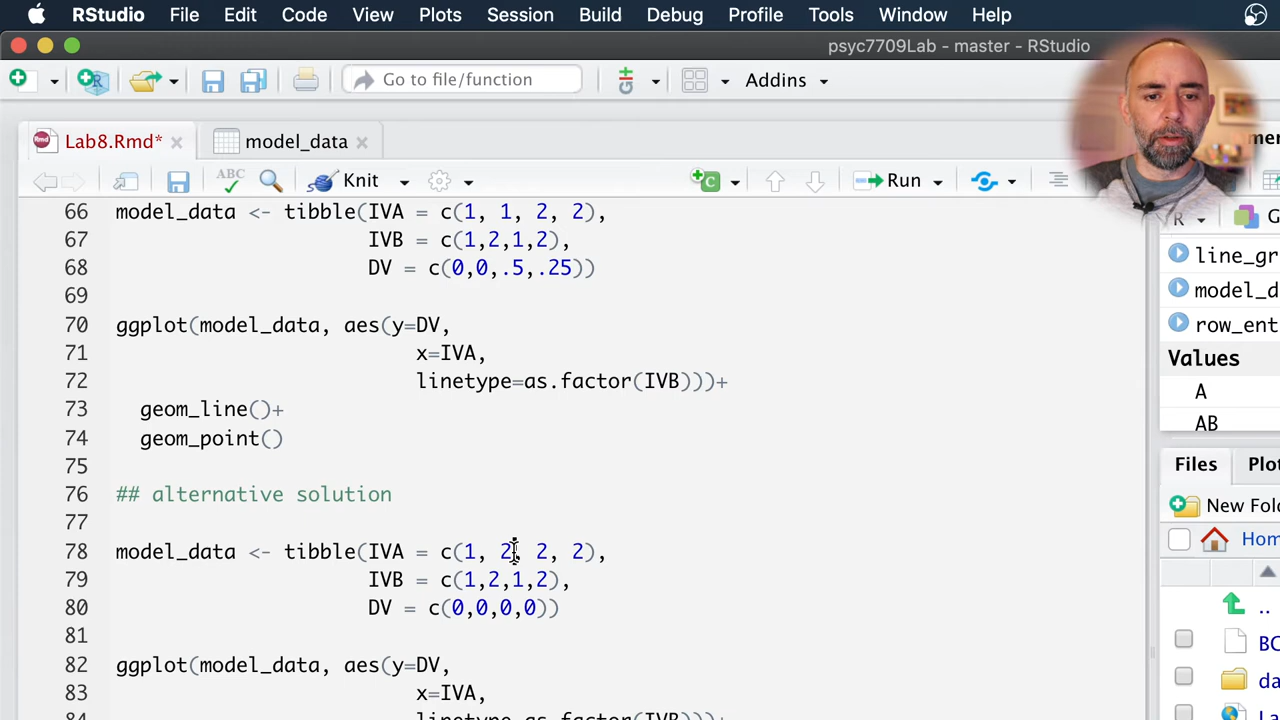 RStudio File Edit Code View Plots Session Build Debug Profile Tools Window Help
psyc7709Lab - master - RStudio
Go to file/function Addins
Lab8.Rmd* model_data
ABC Knit Run
66 model_data <- tibble(IVA = c(1, 1, 2, 2),
67 IVB = c(1,2,1,2),
68 DV = c(0,0,.5,.25))
69
70 ggplot(model_data, aes(y=DV,
71 x=IVA,
72 linetype=as.factor(IVB)))+
73 geom_line()+
74 geom_point()
75
76 ## alternative solution
77
78 model_data <- tibble(IVA = c(1, 2, 2, 2),
79 IVB = c(1,2,1,2),
80 DV = c(0,0,0,0))
81
82 ggplot(model_data, aes(y=DV,
83 x=IVA,
84 linetype=as.factor(IVB)))+
R G
line_gr
model_d
row_ent
Values
A
AB
Files Plot
New Fold
Hom
..
BC
da